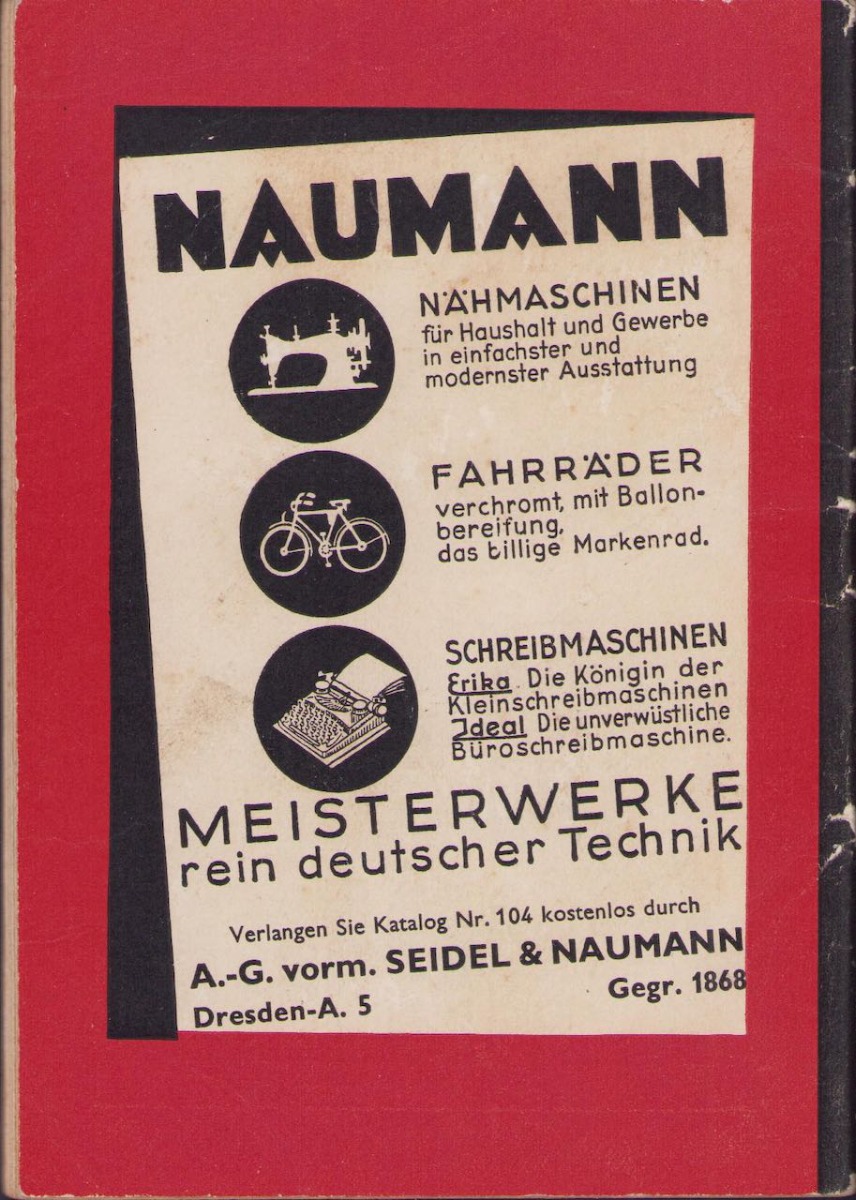 NAUMANN
NÄHMASCHINEN
für Haushalt und Gewerbe
in einfachster und
modernster Ausstattung
FAHRRÄDER
verchromt, mit Ballon-
bereifung,
das billige Markenrad.
SCHREIBMASCHINEN
Erika Die Königin der
Kleinschreibmaschinen
Ideal Die unverwüstliche
Büroschreibmaschine.
MEISTERWERKE
rein deutscher Technik
Verlangen Sie Katalog Nr. 104 kostenlos durch
A.-G. vorm. SEIDEL & NAUMANN
Dresden-A. 5 Gegr. 1868